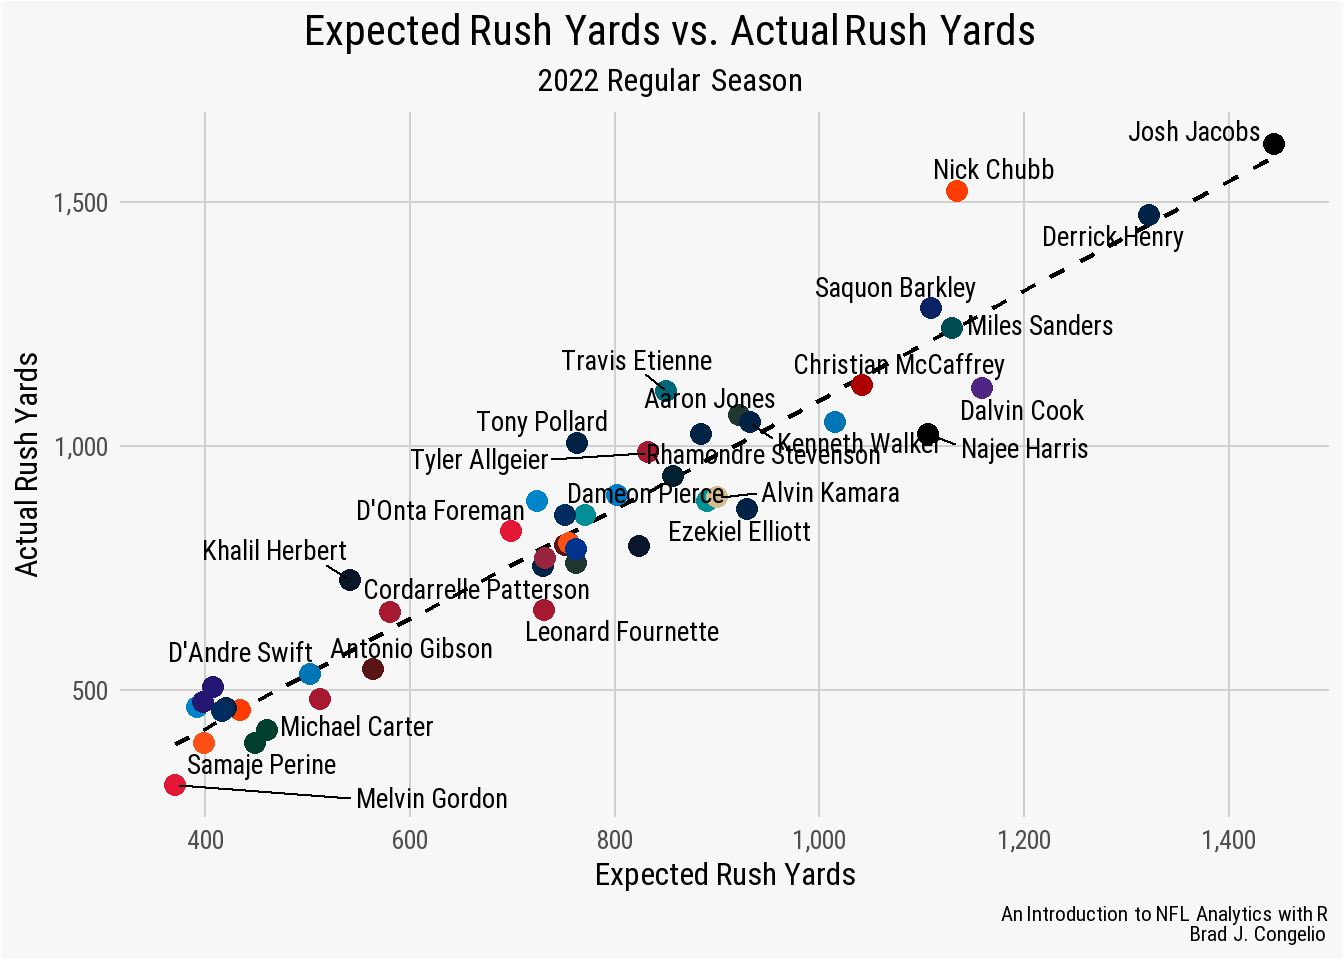 Expected Rush Yards vs. Actual Rush Yards
2022 Regular Season
Josh Jacobs
Nick Chubb
1,500
Derrick Henry
Saquon Barkley
Miles Sanders
Travis Etienne
Christian McCaffrey
Aaron Jones
Dalvin Cook
Tony Pollard
1,000
Kenneth Walker
Najee Harris
Tyler Allgeier
Rhamondre Stevenson
Dameon Pierce
Alvin Kamara
D'Onta Foreman
Ezekiel Elliott
Khalil Herbert
Cordarrelle Patterson
Leonard Fournette
D'Andre Swift
Antonio Gibson
500
Michael Carter
Samaje Perine
Melvin Gordon
Actual Rush Yards
400 600 800 1,000 1,200 1,400
Expected Rush Yards
An Introduction to NFL Analytics with R
Brad J. Congelio